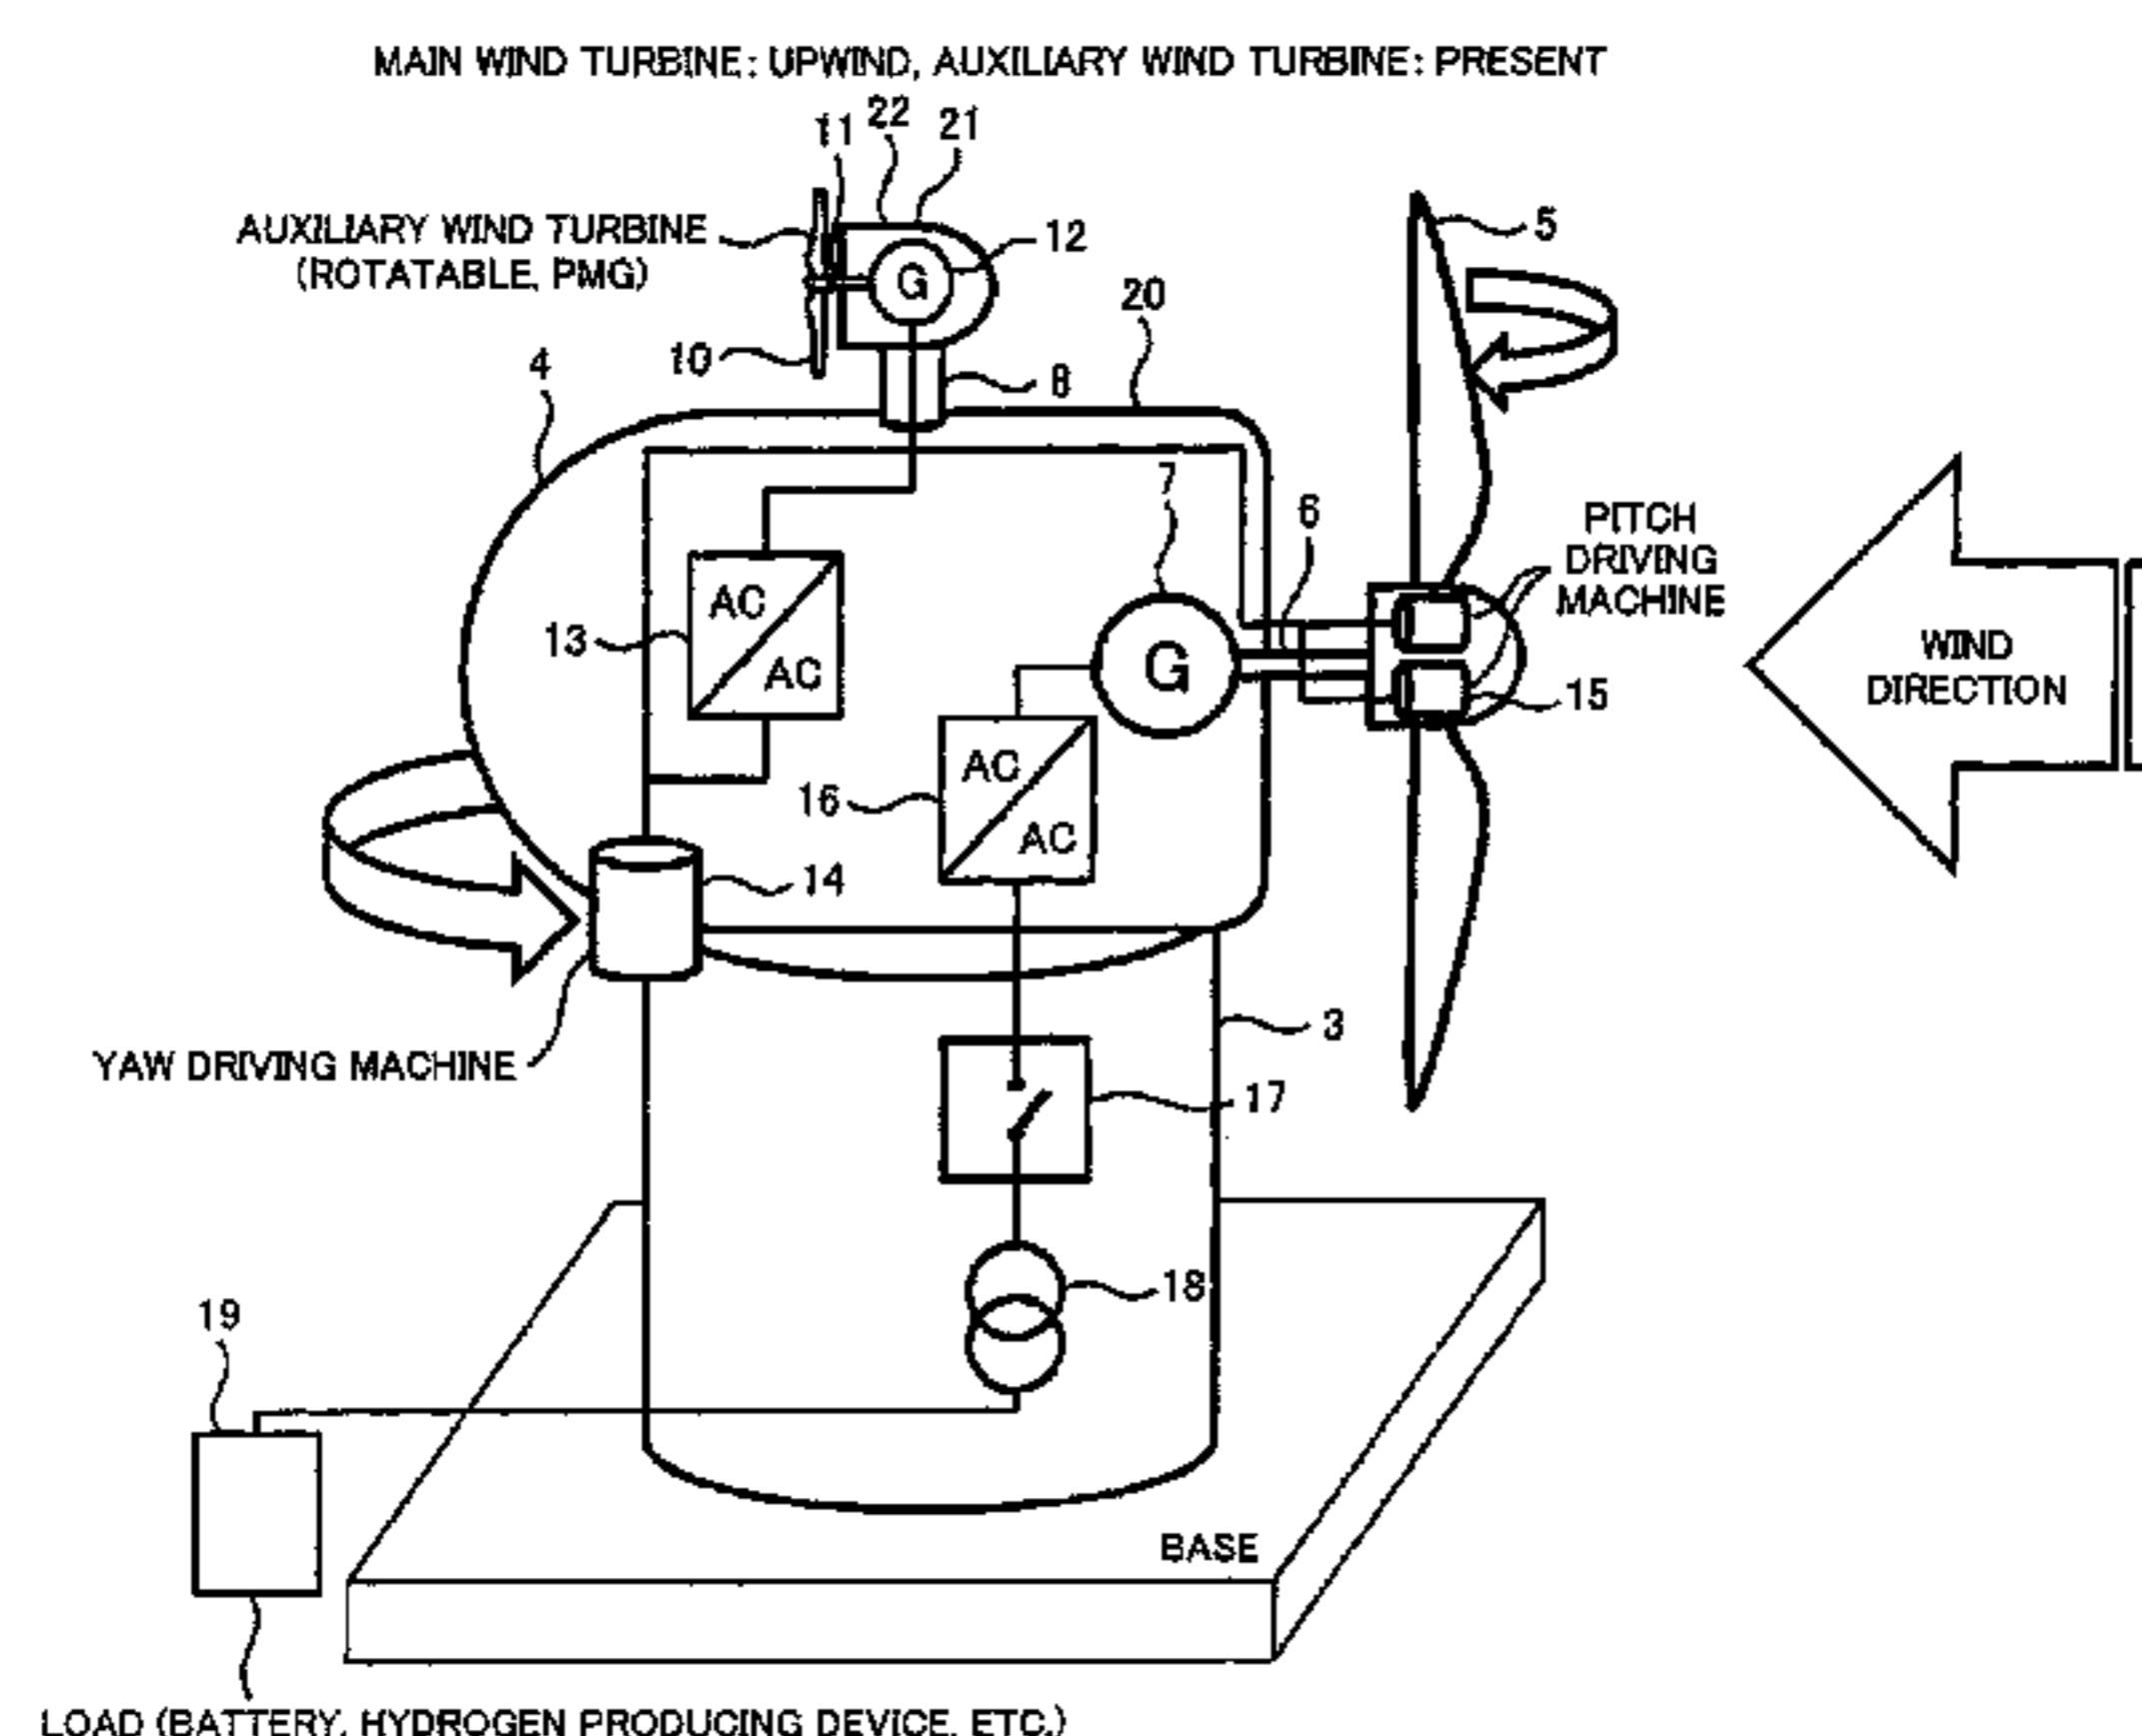 MAIN WIND TURBINE: UPWIND, AUXILIARY WIND TURBINE: PRESENT
11
22
21
AUXILIARY WIND TURBINE
(ROTATABLE, PMG)
G
12
5
20
10
8
4
7
6
PITCH
DRIVING
MACHINE
AC
AC
13
G
15
WIND
DIRECTION
16
AC
AC
14
YAW DRIVING MACHINE
3
17
18
19
BASE
LOAD (BATTERY, HYDROGEN PRODUCING DEVICE, ETC.)